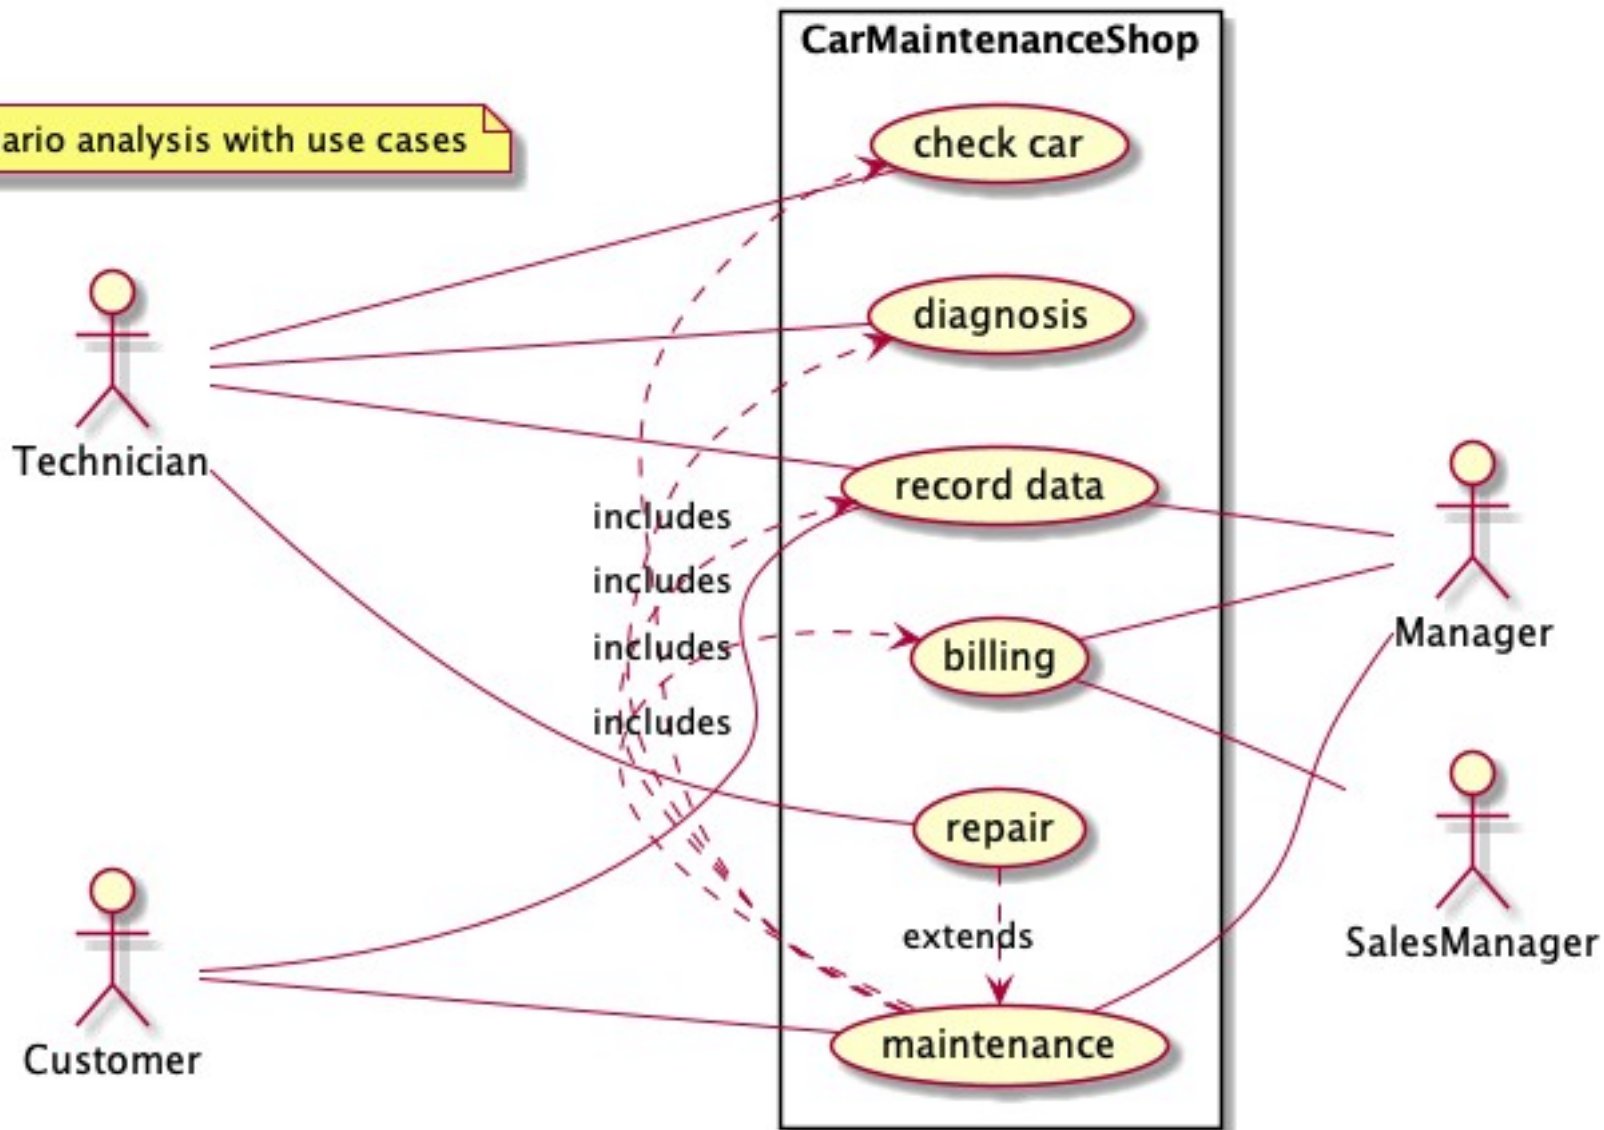 CarMaintenanceShop
ario analysis with use cases
check car
diagnosis
Technician
record data
includes
includes
includes
includes
billing
Manager
repair
extends
SalesManager
maintenance
Customer